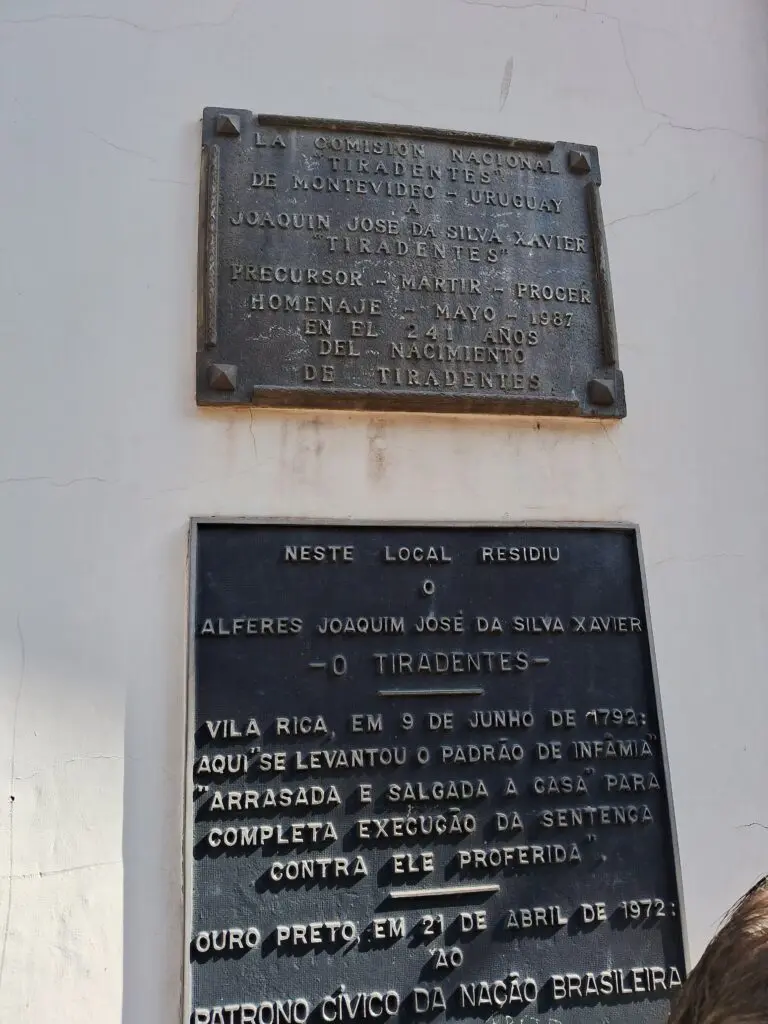 LA COMISION NACIONAL
"TIRADENTES"
DE MONTEVIDEO - URUGUAY
A
JOAQUIN JOSE DA SILVA XAVIER
"TIRADENTES"
PRECURSOR - MARTIR - PROCER
HOMENAJE - MAYO - 1987
EN EL 241 AÑOS
DEL NACIMIENTO
DE TIRADENTES
NESTE LOCAL RESIDIU
O
ALFERES JOAQUIM JOSÉ DA SILVA XAVIER
-O TIRADENTES-
VILA RICA, EM 9 DE JUNHO DE 1792:
AQUI "SE LEVANTOU O PADRÃO DE INFÂMIA"
"ARRASADA E SALGADA A CASA" PARA
COMPLETA EXECUÇÃO DA SENTENÇA
CONTRA ELE PROFERIDA".
OURO PRETO, EM 21 DE ABRIL DE 1972:
AO
PATRONO CÍVICO DA NAÇÃO BRASILEIRA